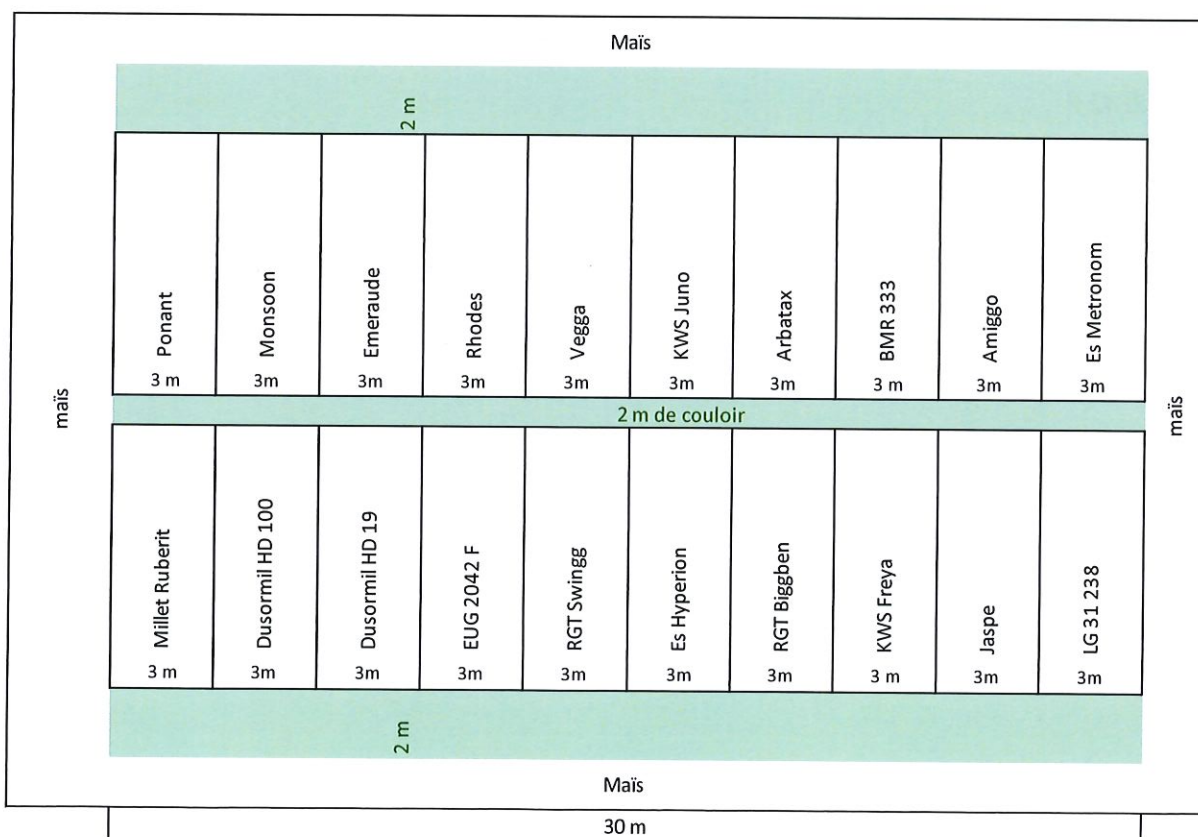 Maïs
2 m
Ponant
Monsoon
Emeraude
Rhodes
Vegga
KWS Juno
Arbatax
BMR 333
Amiggo
Es Metronom
3 m
3m
3m
3m
3m
3m
3m
3 m
3m
3m
maïs
2 m de couloir
maïs
Millet Ruberit
Dusormil HD 100
Dusormil HD 19
EUG 2042 F
RGT Swingg
Es Hyperion
RGT Biggben
KWS Freya
Jaspe
LG 31 238
3 m
3m
3m
3m
3m
3m
3m
3 m
3m
3m
2 m
Maïs
30 m